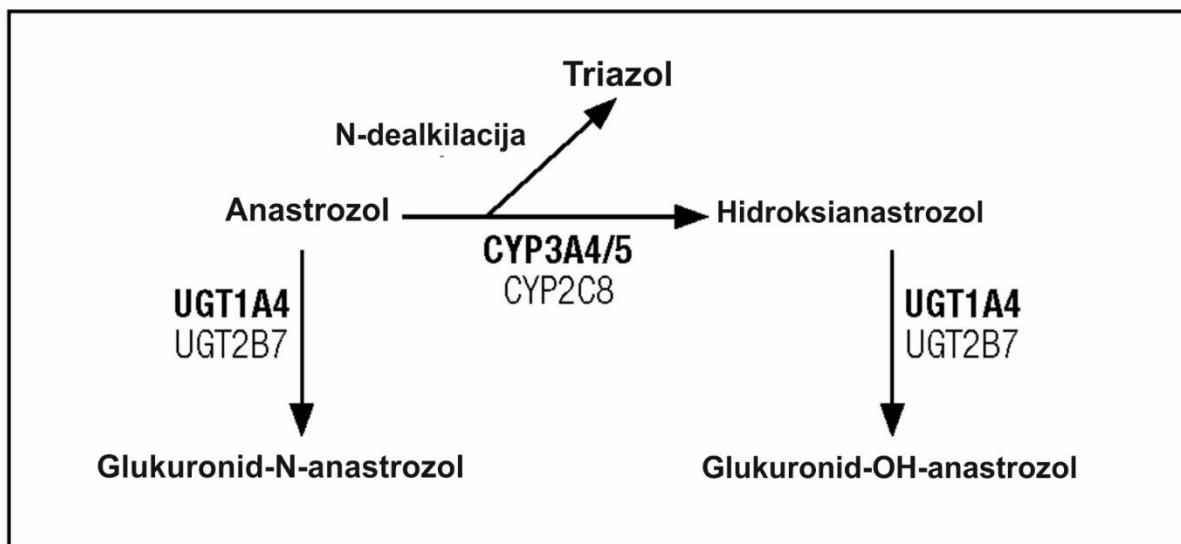 Triazol
N-dealkilacija
Anastrozol
Hidroksianastrozol
CYP3A4/5
CYP2C8
UGT1A4
UGT2B7
UGT1A4
UGT2B7
Glukuronid-N-anastrozol
Glukuronid-OH-anastrozol